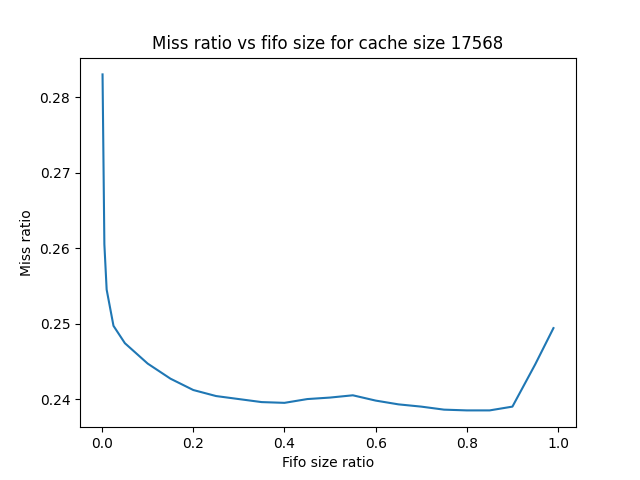 Miss ratio vs fifo size for cache size 17568
0.28
0.27
0.26
0.25
0.24
Miss ratio
0.0 0.2 0.4 0.6 0.8 1.0
Fifo size ratio